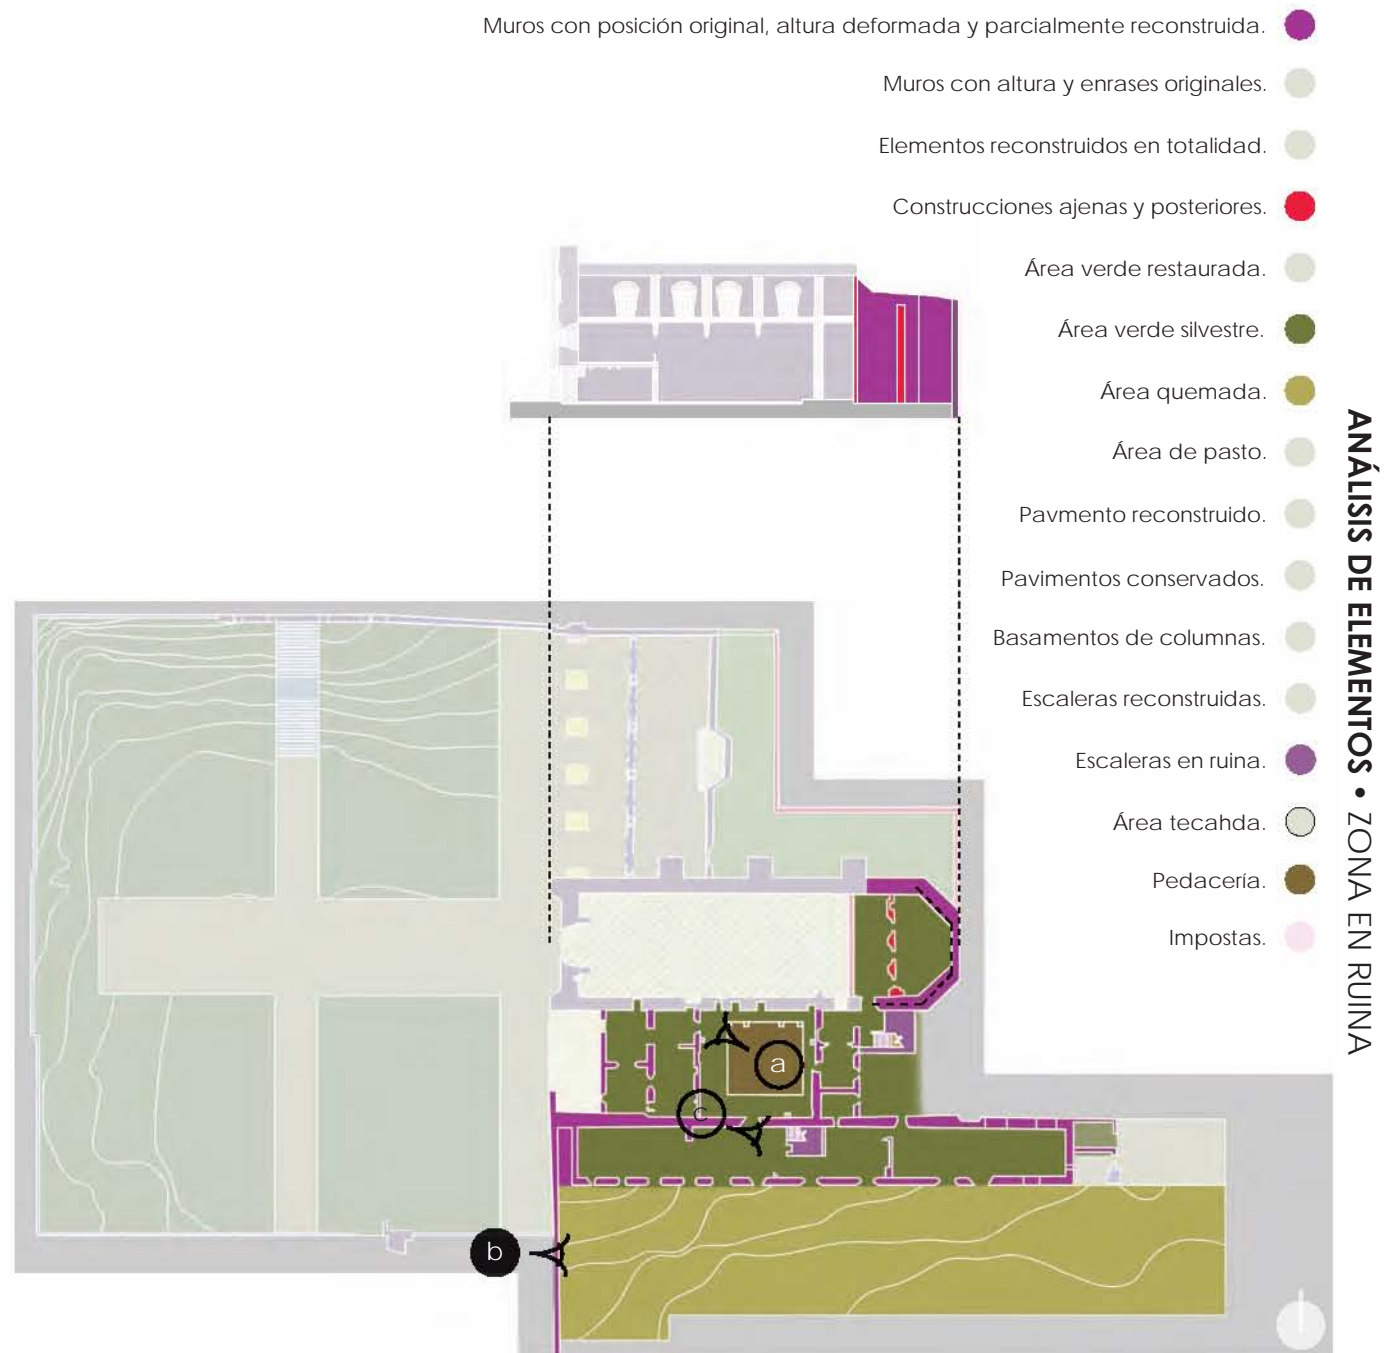 Muros con posición original, altura deformada y parcialmente reconstruida.
Muros con altura y enrases originales.
Elementos reconstruidos en totalidad.
Construcciones ajenas y posteriores.
Área verde restaurada.
Área verde silvestre.
Área quemada.
Área de pasto.
Pavmento reconstruido.
Pavimentos conservados.
Basamentos de columnas.
Escaleras reconstruidas.
Escaleras en ruina.
Área tecahda.
Pedacería.
Impostas.
ANÁLISIS DE ELEMENTOS • ZONA EN RUINA
a
c
b